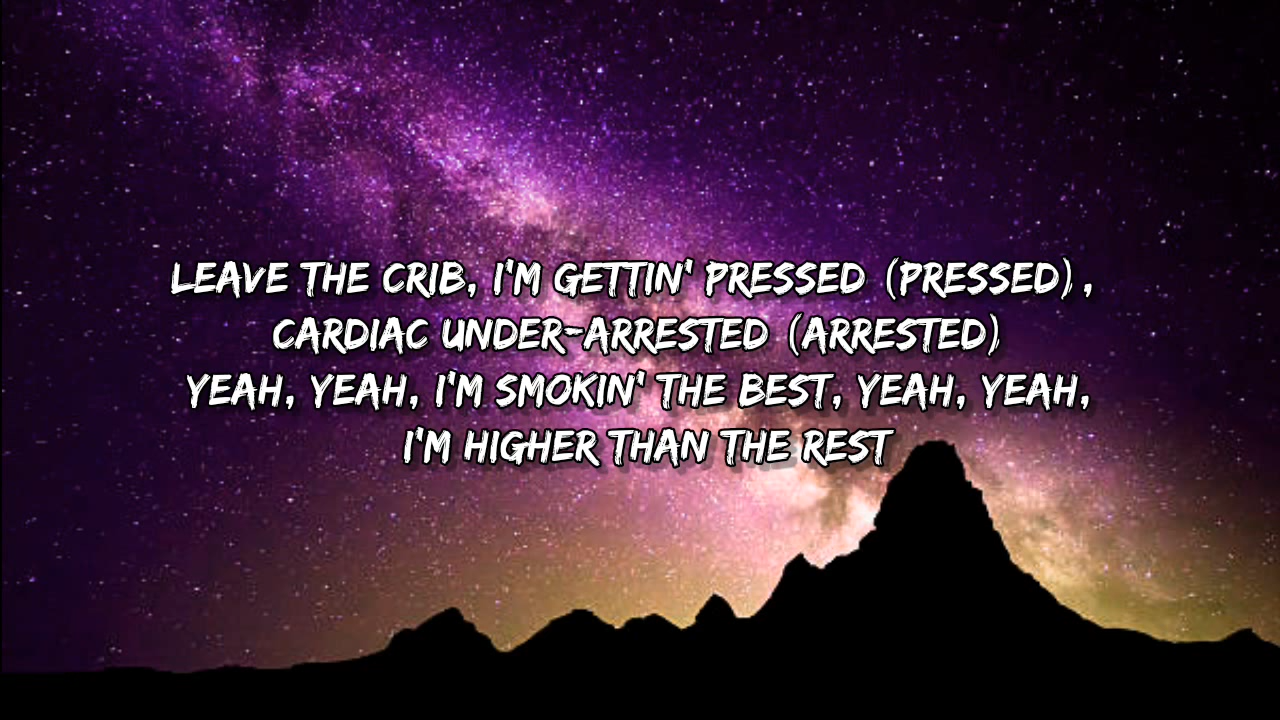 LEAVE THE CRIB, I'M GETTIN' PRESSED (PRESSED),
CARDIAC UNDER-ARRESTED (ARRESTED)
YEAH, YEAH, I'M SMOKIN' THE BEST, YEAH, YEAH,
I'M HIGHER THAN THE REST